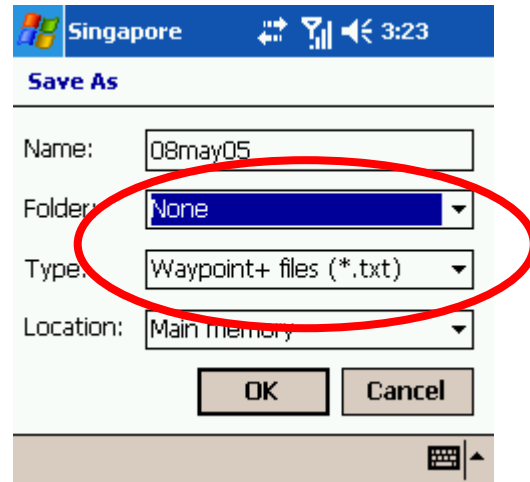 Singapore 3:23
Save As
Name: 08may05
Folder: None
Type: Waypoint+ files (*.txt)
Location: Main memory
OK Cancel